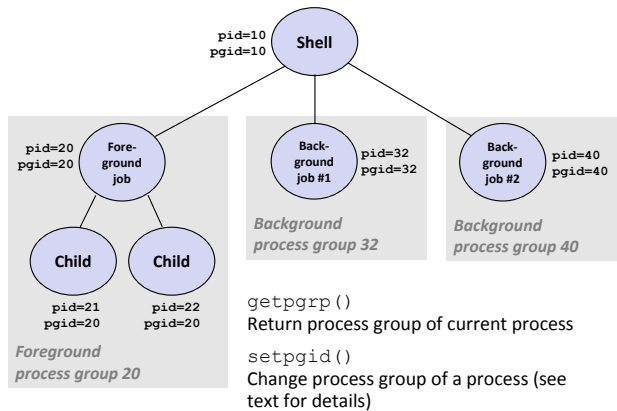 pid=10
pgid=10
Shell
pid=20
pgid=20
Fore-
ground
job
Back-
ground
job #1
pid=32
pgid=32
Back-
ground
job #2
pid=40
pgid=40
Background
process group 32
Background
process group 40
Child
Child
pid=21
pgid=20
pid=22
pgid=20
Foreground
process group 20
getpgrp()
Return process group of current process
setpgid()
Change process group of a process (see
text for details)